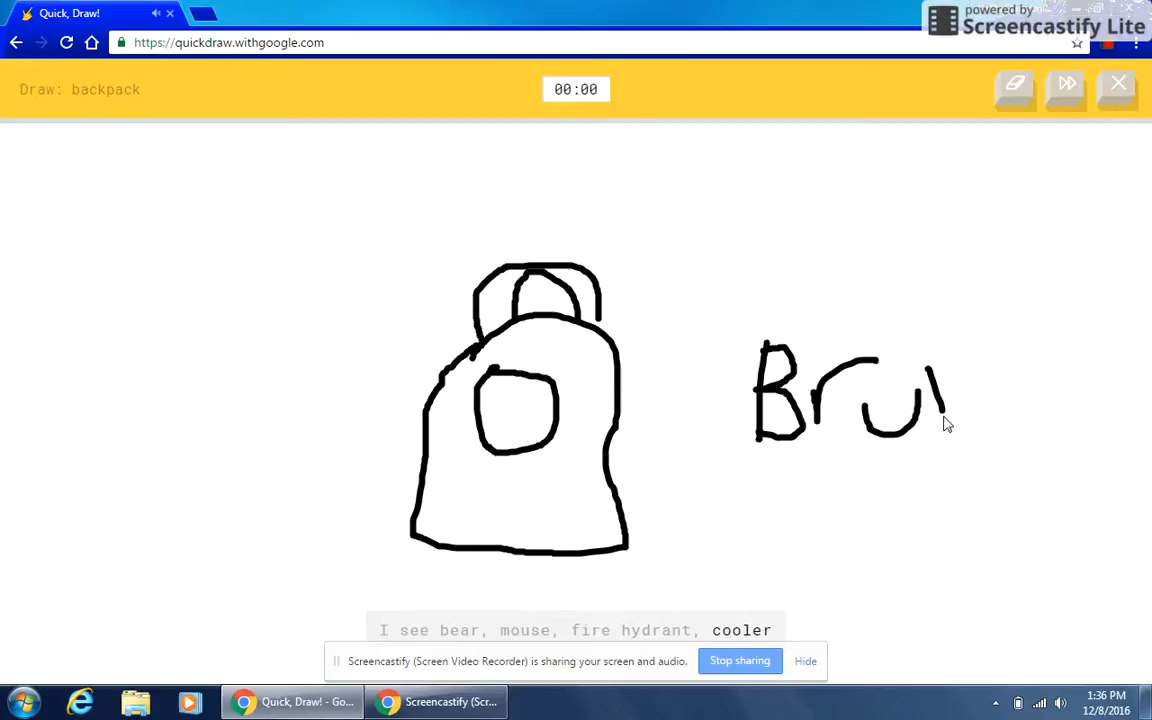 Quick, Draw!
powered by
Screencastify Lite
https://quickdraw.withgoogle.com
Draw: backpack
00:00
Bru
I see bear, mouse, fire hydrant, cooler
Screencastify (Screen Video Recorder) is sharing your screen and audio.
Stop sharing
Hide
Quick, Draw! - Go...
Screencastify (Scr...
1:36 PM
12/8/2016